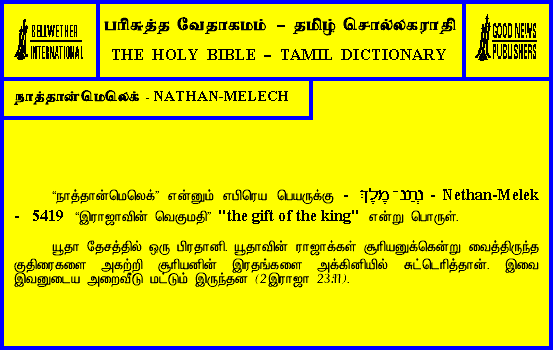 BELLWETHER
INTERNATIONAL
பரிசுத்த வேதாகமம் – தமிழ் சொல்லகராதி
THE HOLY BIBLE – TAMIL DICTIONARY
GOOD NEWS
PUBLISHERS
நாத்தான்மெலெக் - NATHAN-MELECH
“நாத்தான்மெலெக்” என்னும் எபிரெய பெயருக்கு - נְתַן־מֶלֶךְ - Nethan-Melek
- 5419 “இராஜாவின் வெகுமதி” "the gift of the king" என்று பொருள்.
யூதா தேசத்தில் ஒரு பிரதானி. யூதாவின் ராஜாக்கள் சூரியனுக்கென்று வைத்திருந்த
குதிரைகளை அகற்றி சூரியனின் இரதங்களை அக்கினியில் சுட்டெரித்தான். இவை
இவனுடைய அறைவீடு மட்டும் இருந்தன (2இராஜா 23:11).